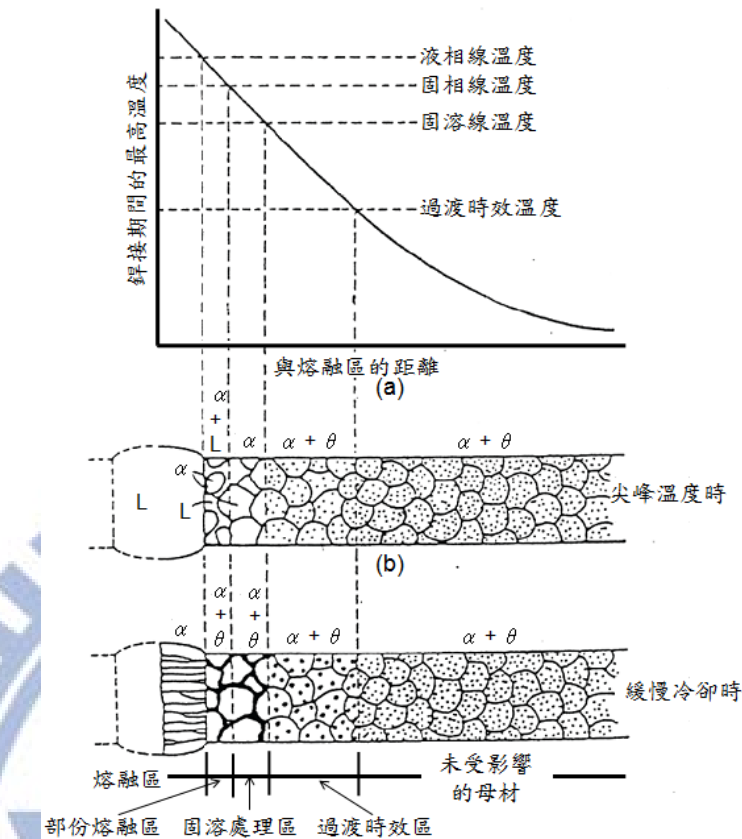 銲接期間的最高溫度
液相線溫度
固相線溫度
固溶線溫度
過渡時效溫度
與熔融區的距離
(a)
α + L
α
α + θ
α + θ
α
L
L
尖峰溫度時
(b)
α
α + θ
α + θ
α + θ
α + θ
緩慢冷卻時
熔融區
未受影響
的母材
部份熔融區
固溶處理區
過渡時效區